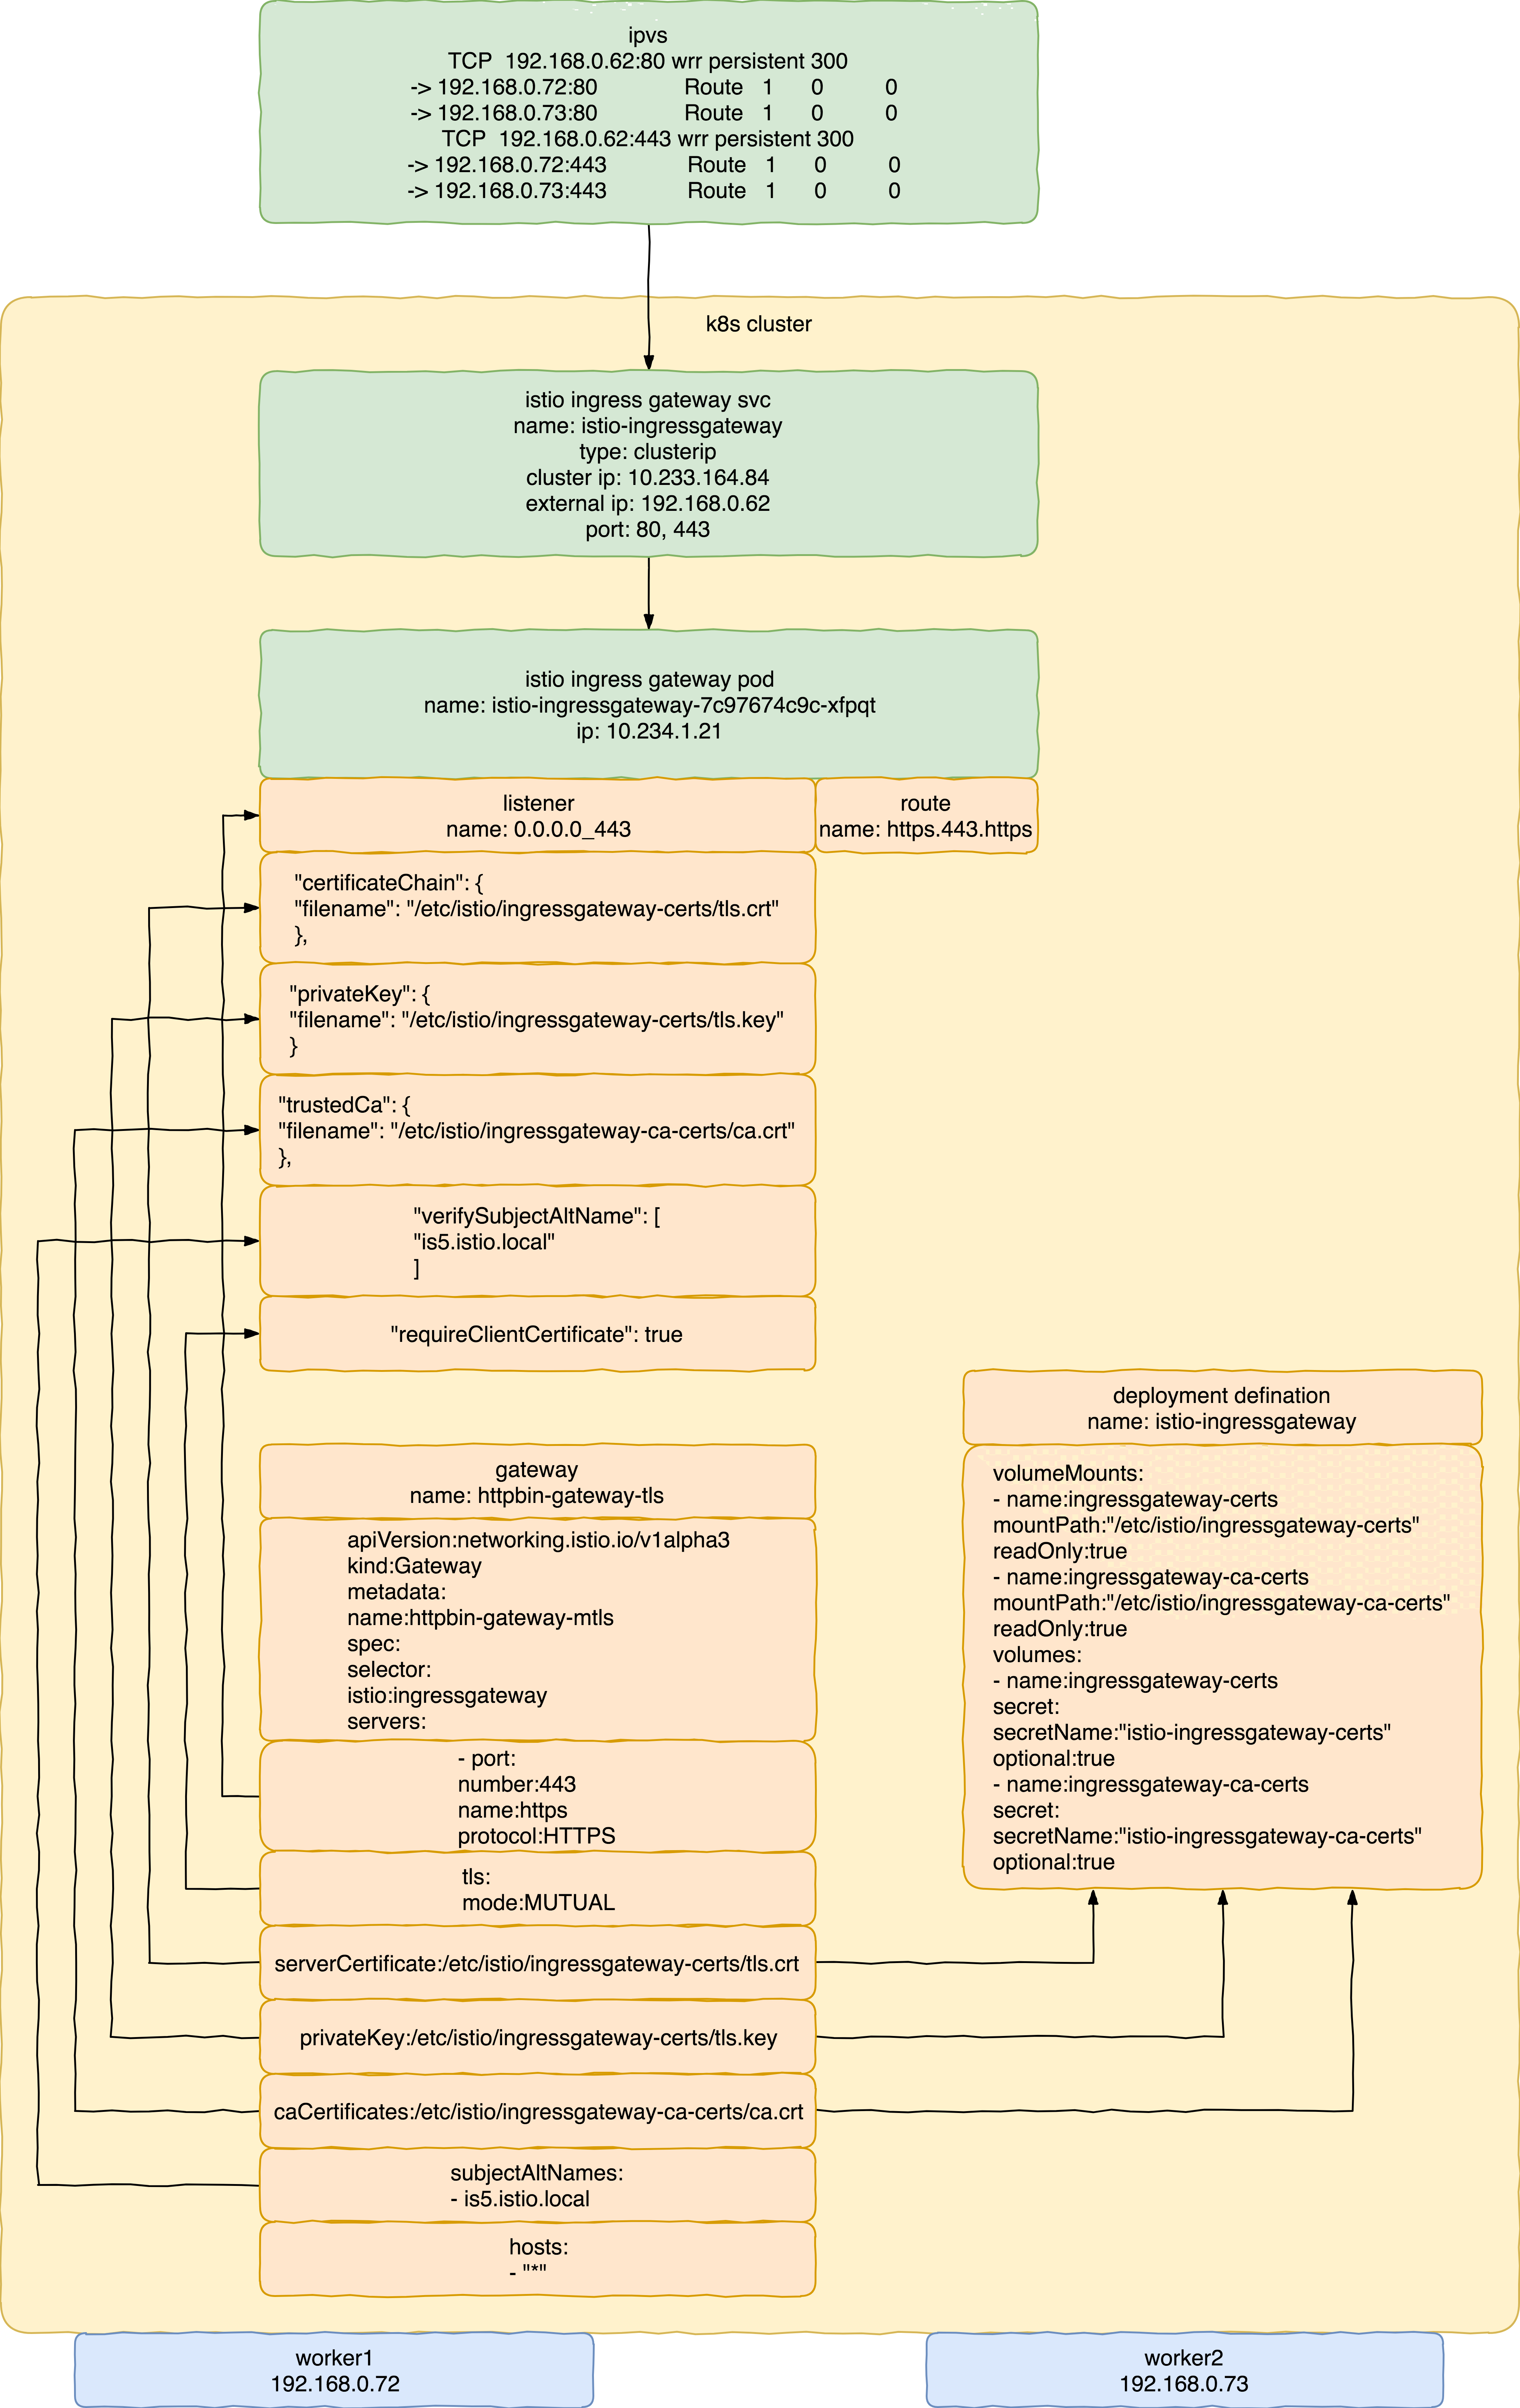 ipvs
TCP 192.168.0.62:80 wrr persistent 300
-> 192.168.0.72:80 Route 1 0 0
-> 192.168.0.73:80 Route 1 0 0
TCP 192.168.0.62:443 wrr persistent 300
-> 192.168.0.72:443 Route 1 0 0
-> 192.168.0.73:443 Route 1 0 0
k8s cluster
istio ingress gateway svc
name: istio-ingressgateway
type: clusterip
cluster ip: 10.233.164.84
external ip: 192.168.0.62
port: 80, 443
istio ingress gateway pod
name: istio-ingressgateway-7c97674c9c-xfpqt
ip: 10.234.1.21
listener
name: 0.0.0.0_443
route
name: https.443.https
"certificateChain": {
"filename": "/etc/istio/ingressgateway-certs/tls.crt"
},
"privateKey": {
"filename": "/etc/istio/ingressgateway-certs/tls.key"
}
"trustedCa": {
"filename": "/etc/istio/ingressgateway-ca-certs/ca.crt"
},
"verifySubjectAltName": [
"is5.istio.local"
]
"requireClientCertificate": true
deployment defination
name: istio-ingressgateway
volumeMounts:
- name:ingressgateway-certs
mountPath:"/etc/istio/ingressgateway-certs"
readOnly:true
- name:ingressgateway-ca-certs
mountPath:"/etc/istio/ingressgateway-ca-certs"
readOnly:true
volumes:
- name:ingressgateway-certs
secret:
secretName:"istio-ingressgateway-certs"
optional:true
- name:ingressgateway-ca-certs
secret:
secretName:"istio-ingressgateway-ca-certs"
optional:true
gateway
name: httpbin-gateway-tls
apiVersion:networking.istio.io/v1alpha3
kind:Gateway
metadata:
name:httpbin-gateway-mtls
spec:
selector:
istio:ingressgateway
servers:
- port:
number:443
name:https
protocol:HTTPS
tls:
mode:MUTUAL
serverCertificate:/etc/istio/ingressgateway-certs/tls.crt
privateKey:/etc/istio/ingressgateway-certs/tls.key
caCertificates:/etc/istio/ingressgateway-ca-certs/ca.crt
subjectAltNames:
- is5.istio.local
hosts:
- "*"
worker1
192.168.0.72
worker2
192.168.0.73